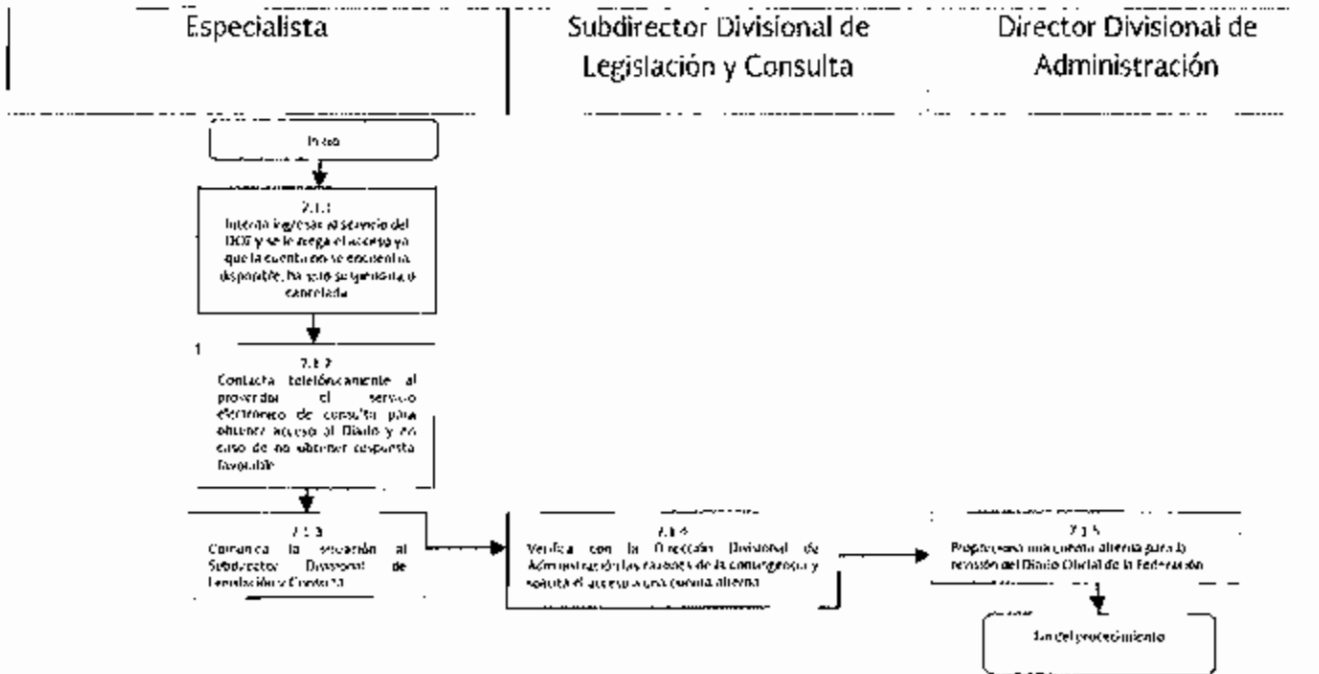 Especialista
Subdirector Divisional de
Legislación y Consulta
Director Divisional de
Administración
Inicio
7.1.1
Intenta ingresar al servicio del
DOF y se le niega el acceso ya
que la cuenta no se encuentra
disponible, ha sido suspendida o
cancelada
1
7.1.2
Contacta telefónicamente al
proveedor el servicio
electrónico de consulta para
obtener acceso al Diario y en
caso de no obtener respuesta
favorable
7.1.3
Comunica la situación al
Subdirector Divisional de
Legislación y Consulta
7.1.4
Verifica con la Dirección Divisional de
Administración las razones de la contingencia y
solicita el acceso a una cuenta alterna
7.1.5
Proporciona una cuenta alterna para la
revisión del Diario Oficial de la Federación
Fin del procedimiento